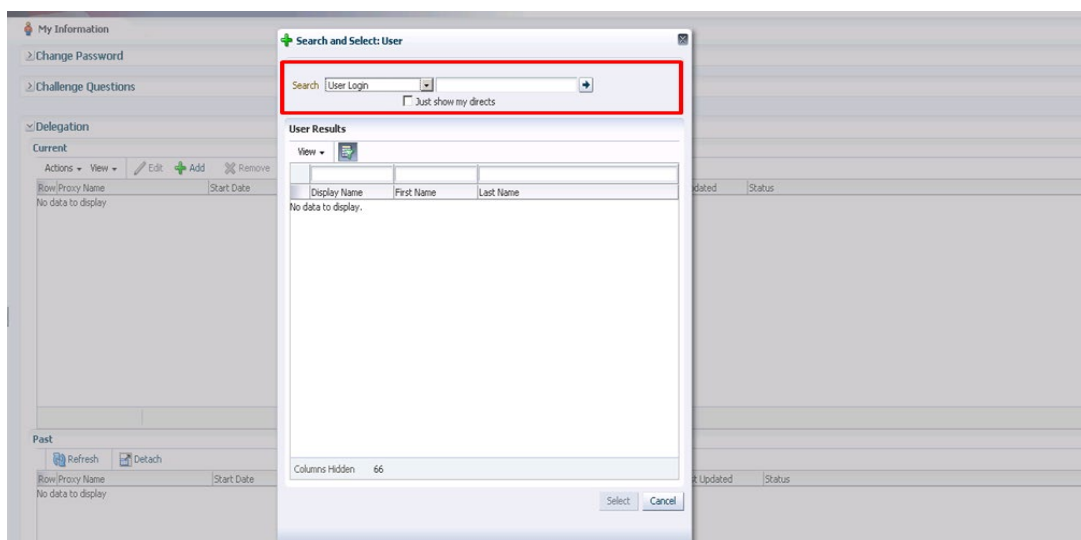 My Information
Change Password
Challenge Questions
Delegation
Current
Actions View Edit Add Remove
Row Proxy Name Start Date
No data to display
Search and Select: User
Search User Login
Just show my directs
User Results
View
Display Name First Name Last Name
No data to display.
Columns Hidden 66
Select Cancel
Status
Past
Refresh Detach
Row Proxy Name Start Date Updated Status
No data to display